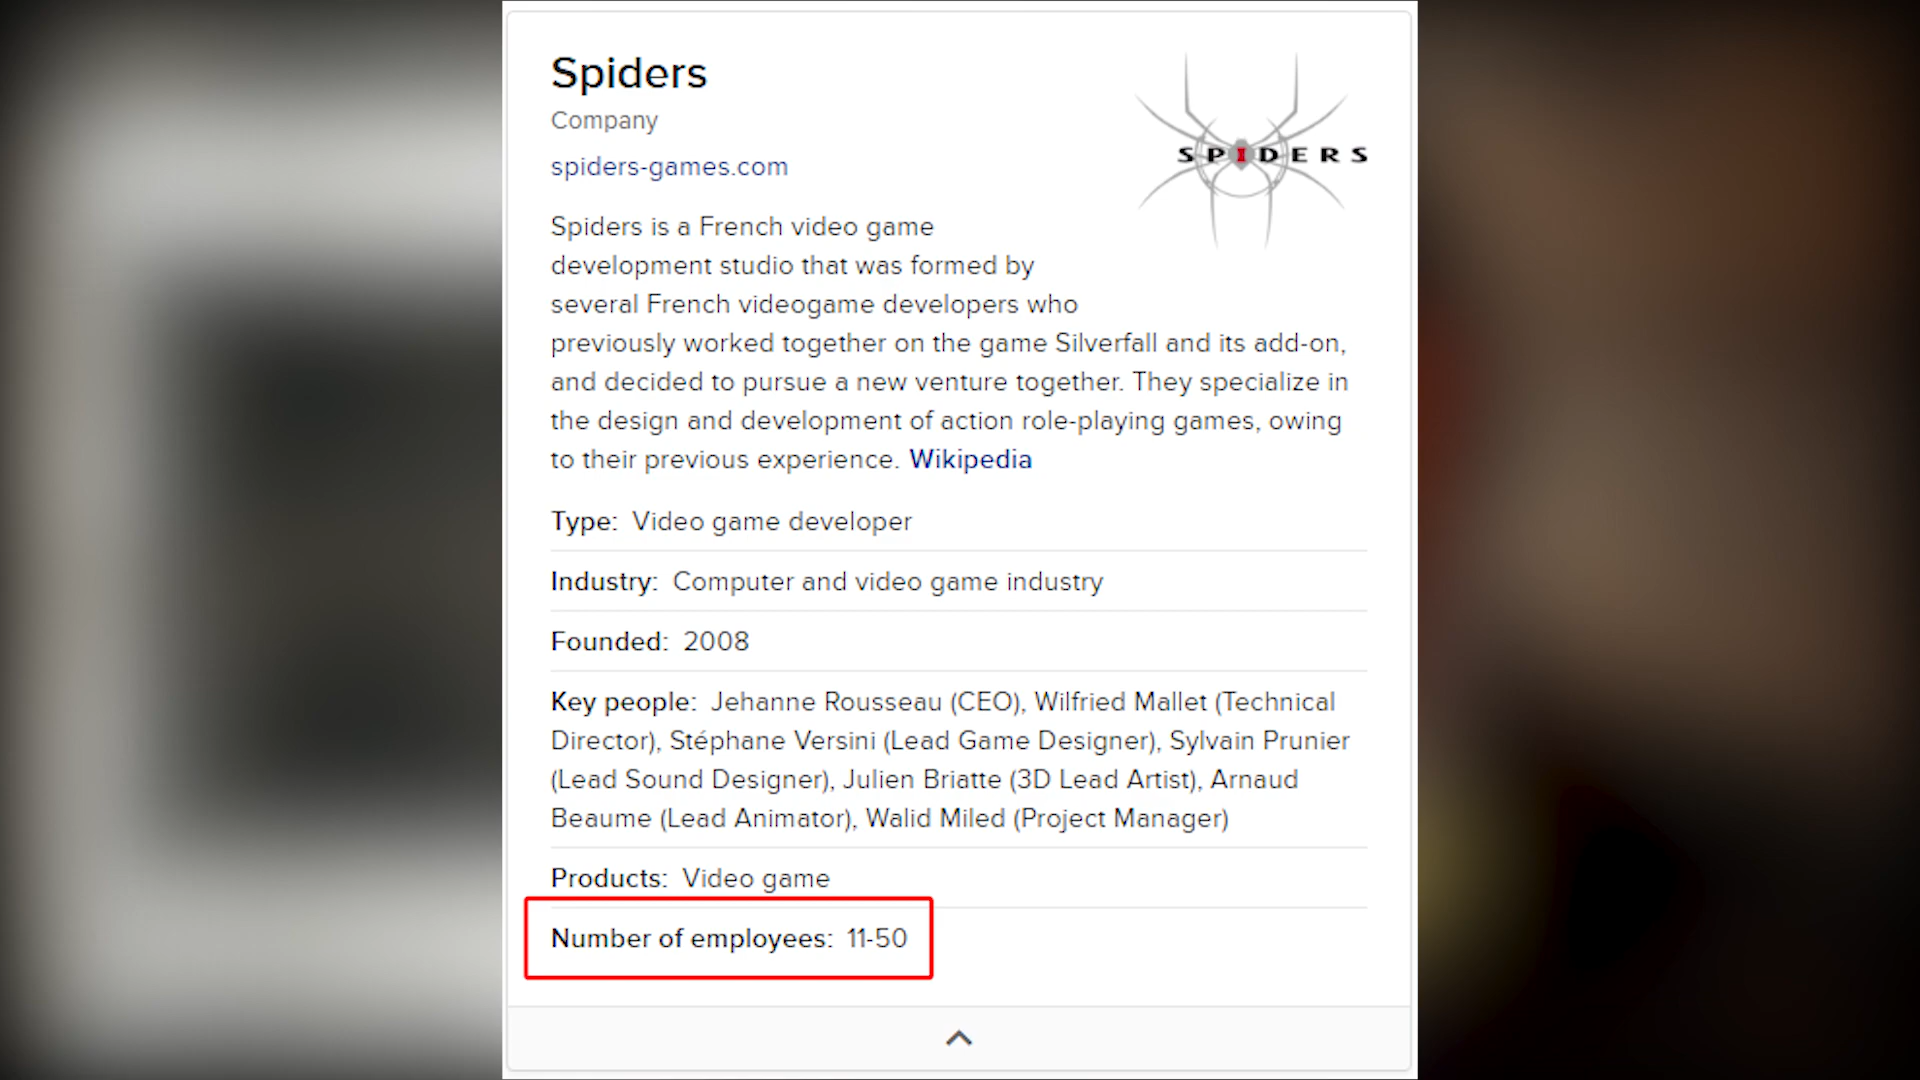 Spiders
Company
spiders-games.com
SPIDERS
Spiders is a French video game
development studio that was formed by
several French videogame developers who
previously worked together on the game Silverfall and its add-on,
and decided to pursue a new venture together. They specialize in
the design and development of action role-playing games, owing
to their previous experience. Wikipedia
Type: Video game developer
Industry: Computer and video game industry
Founded: 2008
Key people: Jehanne Rousseau (CEO), Wilfried Mallet (Technical
Director), Stéphane Versini (Lead Game Designer), Sylvain Prunier
(Lead Sound Designer), Julien Briatte (3D Lead Artist), Arnaud
Beaume (Lead Animator), Walid Miled (Project Manager)
Products: Video game
Number of employees: 11-50